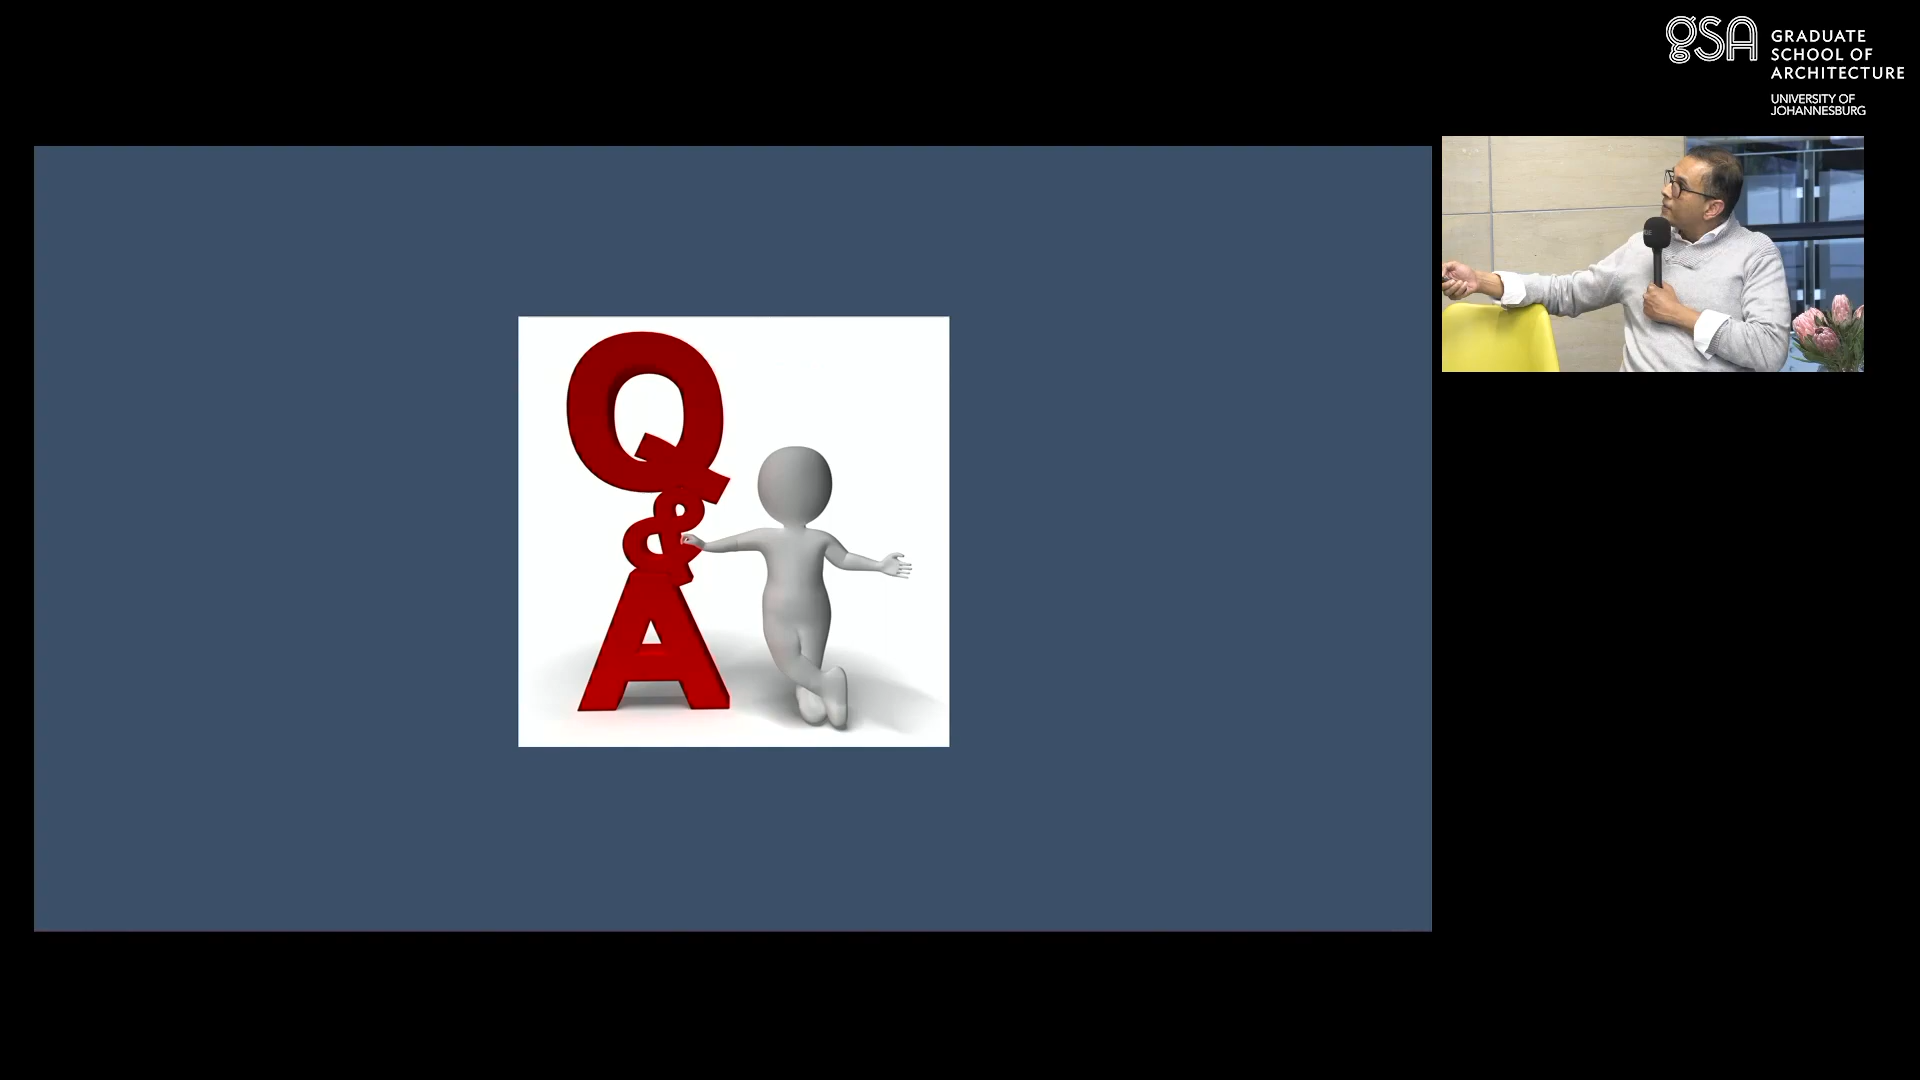 gSA
GRADUATE
SCHOOL OF
ARCHITECTURE
UNIVERSITY OF
JOHANNESBURG
Q
&
A